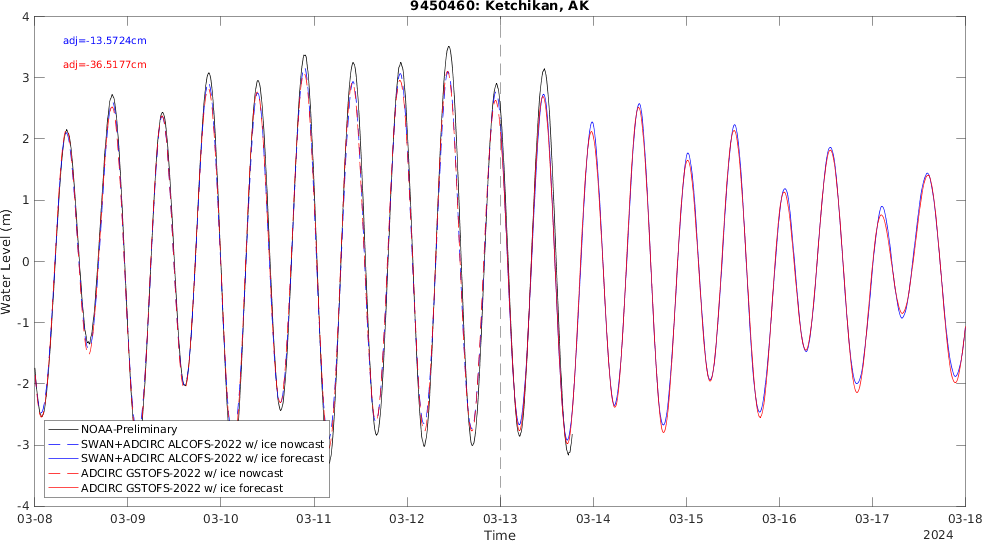 9450460: Ketchikan, AK
adj=-13.5724cm
adj=-36.5177cm
Water Level (m)
4
3
2
1
0
-1
-2
-3
-4
NOAA-Preliminary
SWAN+ADCIRC ALCOFS-2022 w/ ice nowcast
SWAN+ADCIRC ALCOFS-2022 w/ ice forecast
ADCIRC GSTOFS-2022 w/ ice nowcast
ADCIRC GSTOFS-2022 w/ ice forecast
03-08 03-09 03-10 03-11 03-12 03-13 03-14 03-15 03-16 03-17 03-18
Time
2024